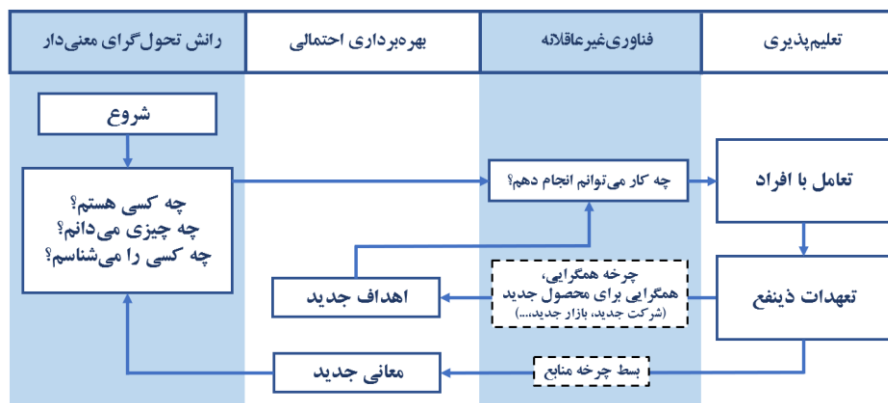 تعلیم‌پذیری
فناوری‌غیرعاقلانه
بهره‌برداری احتمالی
رانش تحول‌گرای معنی‌دار
شروع
چه کسی هستم؟
چه چیزی می‌دانم؟
چه کسی را می‌شناسم؟
چه کار می‌توانم انجام دهم؟
تعامل با افراد
تعهدات ذینفع
چرخه همگرایی،
همگرایی برای محصول جدید
(شرکت جدید، بازار جدید،...)
اهداف جدید
بسط چرخه منابع
معانی جدید